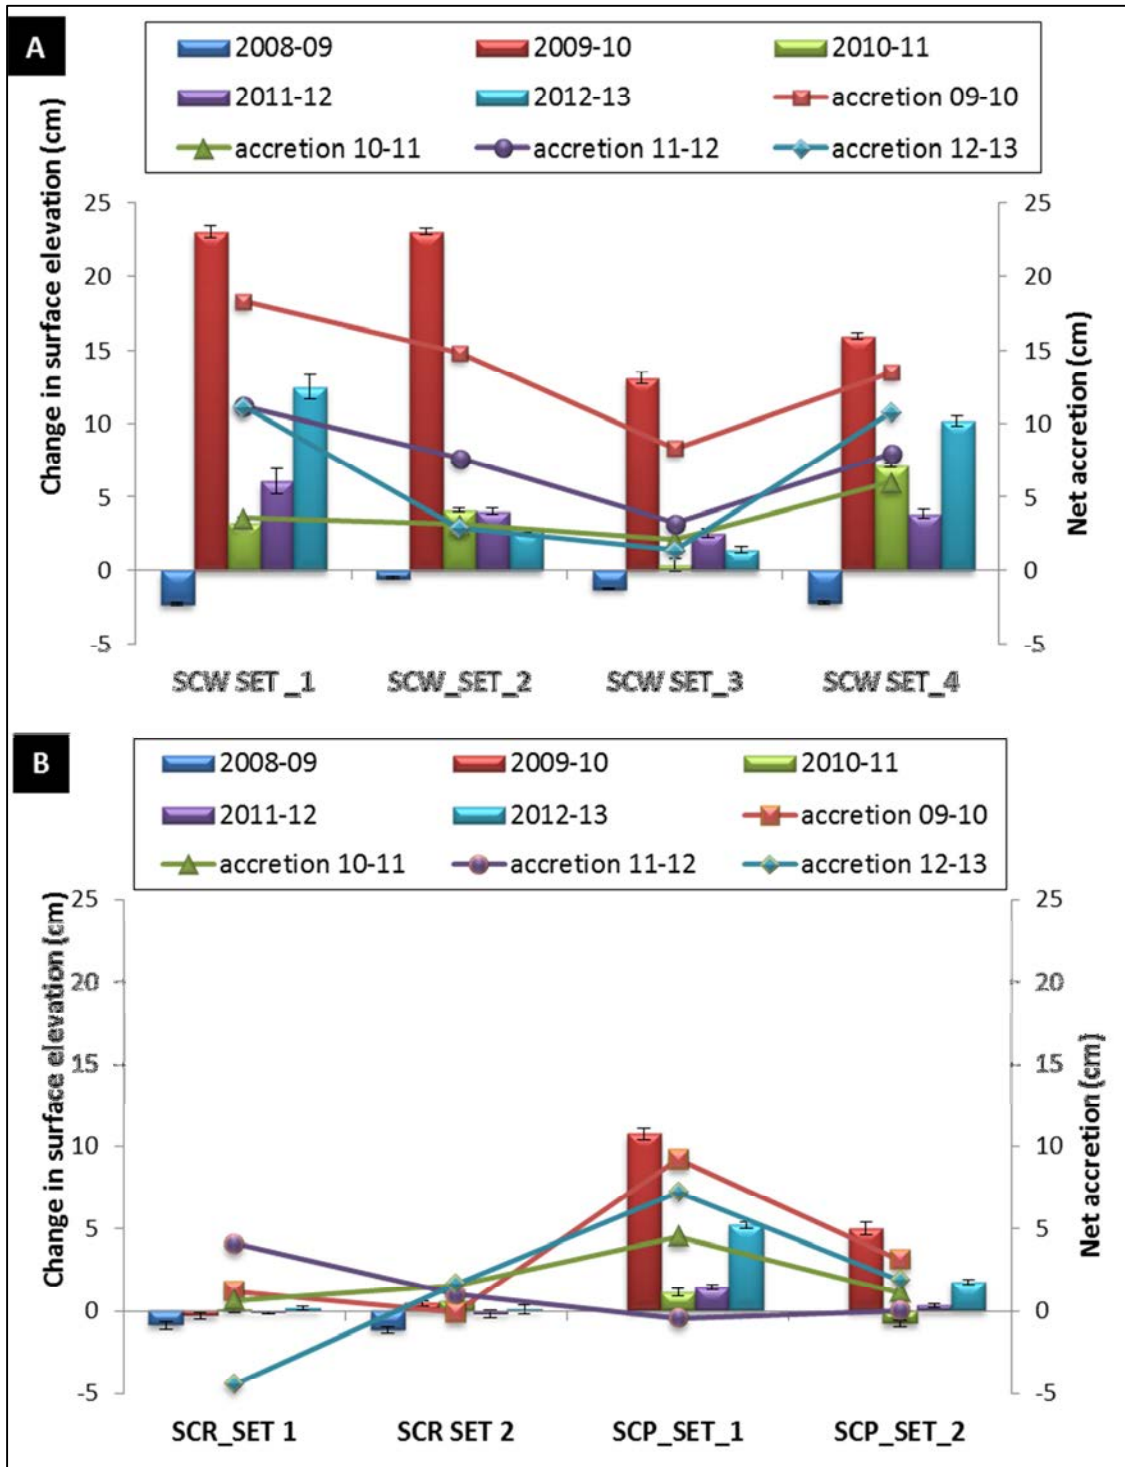 A
2008-09 2009-10 2010-11
2011-12 2012-13 accretion 09-10
accretion 10-11 accretion 11-12 accretion 12-13
Change in surface elevation (cm)
25 25
20 20
15 15
10 10
5 5
0 0
-5 -5
Net accretion (cm)
SCW SET _1 SCW_SET_2 SCW SET_3 SCW SET_4
B
2008-09 2009-10 2010-11
2011-12 2012-13 accretion 09-10
accretion 10-11 accretion 11-12 accretion 12-13
Change in surface elevation (cm)
25 25
20 20
15 15
10 10
5 5
0 0
-5 -5
Net accretion (cm)
SCR_SET 1 SCR SET 2 SCP_SET_1 SCP_SET_2